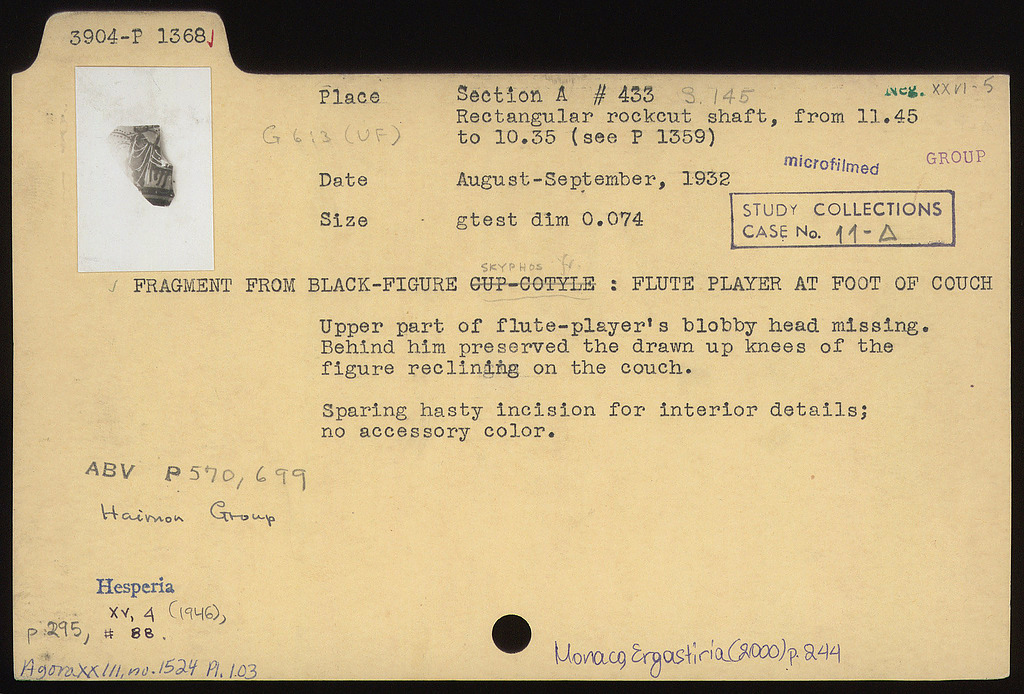 3904-P 1368
Place Section A # 433 S. 145 Neg. XXVI-5
Rectangular rockcut shaft, from 11.45
G 6:3 (UF) to 10.35 (see P 1359)
microfilmed GROUP
Date August-September, 1932
Size gtest dim 0.074
STUDY COLLECTIONS
CASE No. 11-Δ
SKYPHOS fr.
FRAGMENT FROM BLACK-FIGURE CUP-COTYLE : FLUTE PLAYER AT FOOT OF COUCH
Upper part of flute-player's blobby head missing.
Behind him preserved the drawn up knees of the
figure reclining on the couch.
Sparing hasty incision for interior details;
no accessory color.
ABV P 570, 699
Haimon Group
Hesperia
XV, 4 (1946),
p. 295, # 88.
Agora XXIII, no. 1524 Pl. 103
Monaco, Ergastiria (2000) p. 244